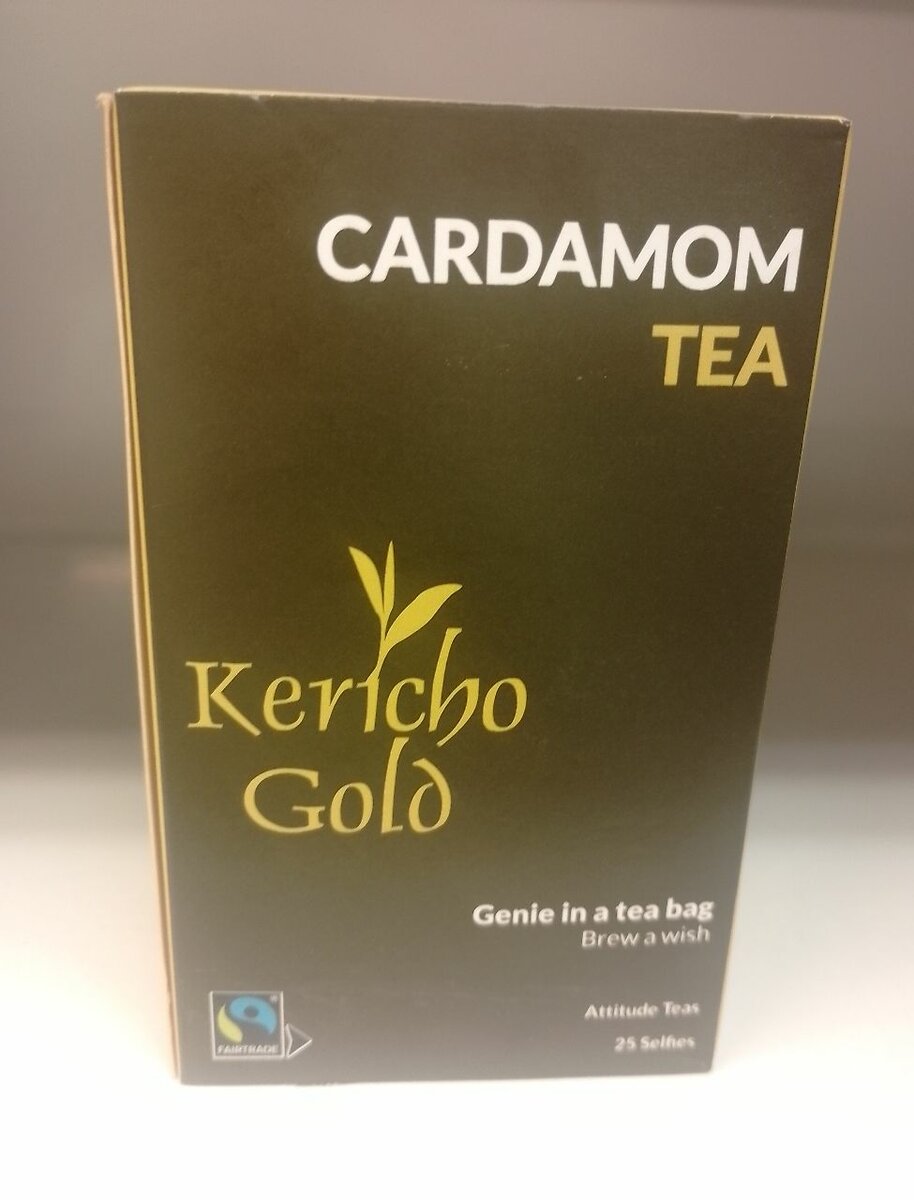 CARDAMOM
TEA
Kericho
Gold
Genie in a tea bag
Brew a wish
Attitude Teas
25 Selfies
FAIRTRADE